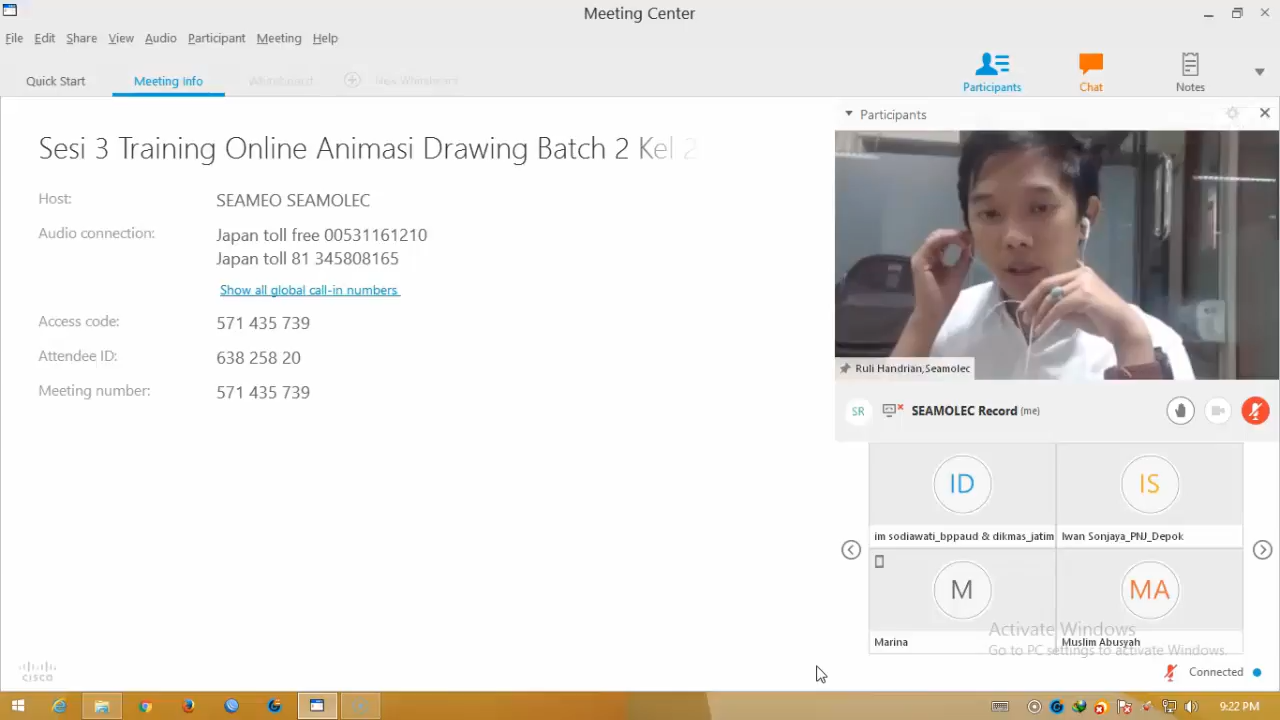 Meeting Center
File Edit Share View Audio Participant Meeting Help
Quick Start Meeting Info Whiteboard New Whiteboard
Participants Chat Notes
Participants
Sesi 3 Training Online Animasi Drawing Batch 2 Kel 2
Host: SEAMEO SEAMOLEC
Audio connection: Japan toll free 00531161210
Japan toll 81 345808165
Show all global call-in numbers
Access code: 571 435 739
Attendee ID: 638 258 20
Meeting number: 571 435 739
Ruli Handrian,Seamolec
SR SEAMOLEC Record (me)
ID IS
im sodiawati_bppaud & dikmas_jatim Iwan Sonjaya_PNJ_Depok
M MA
Marina Muslim Abusyah
Activate Windows
Go to PC settings to activate Windows.
cisco
Connected
9:22 PM